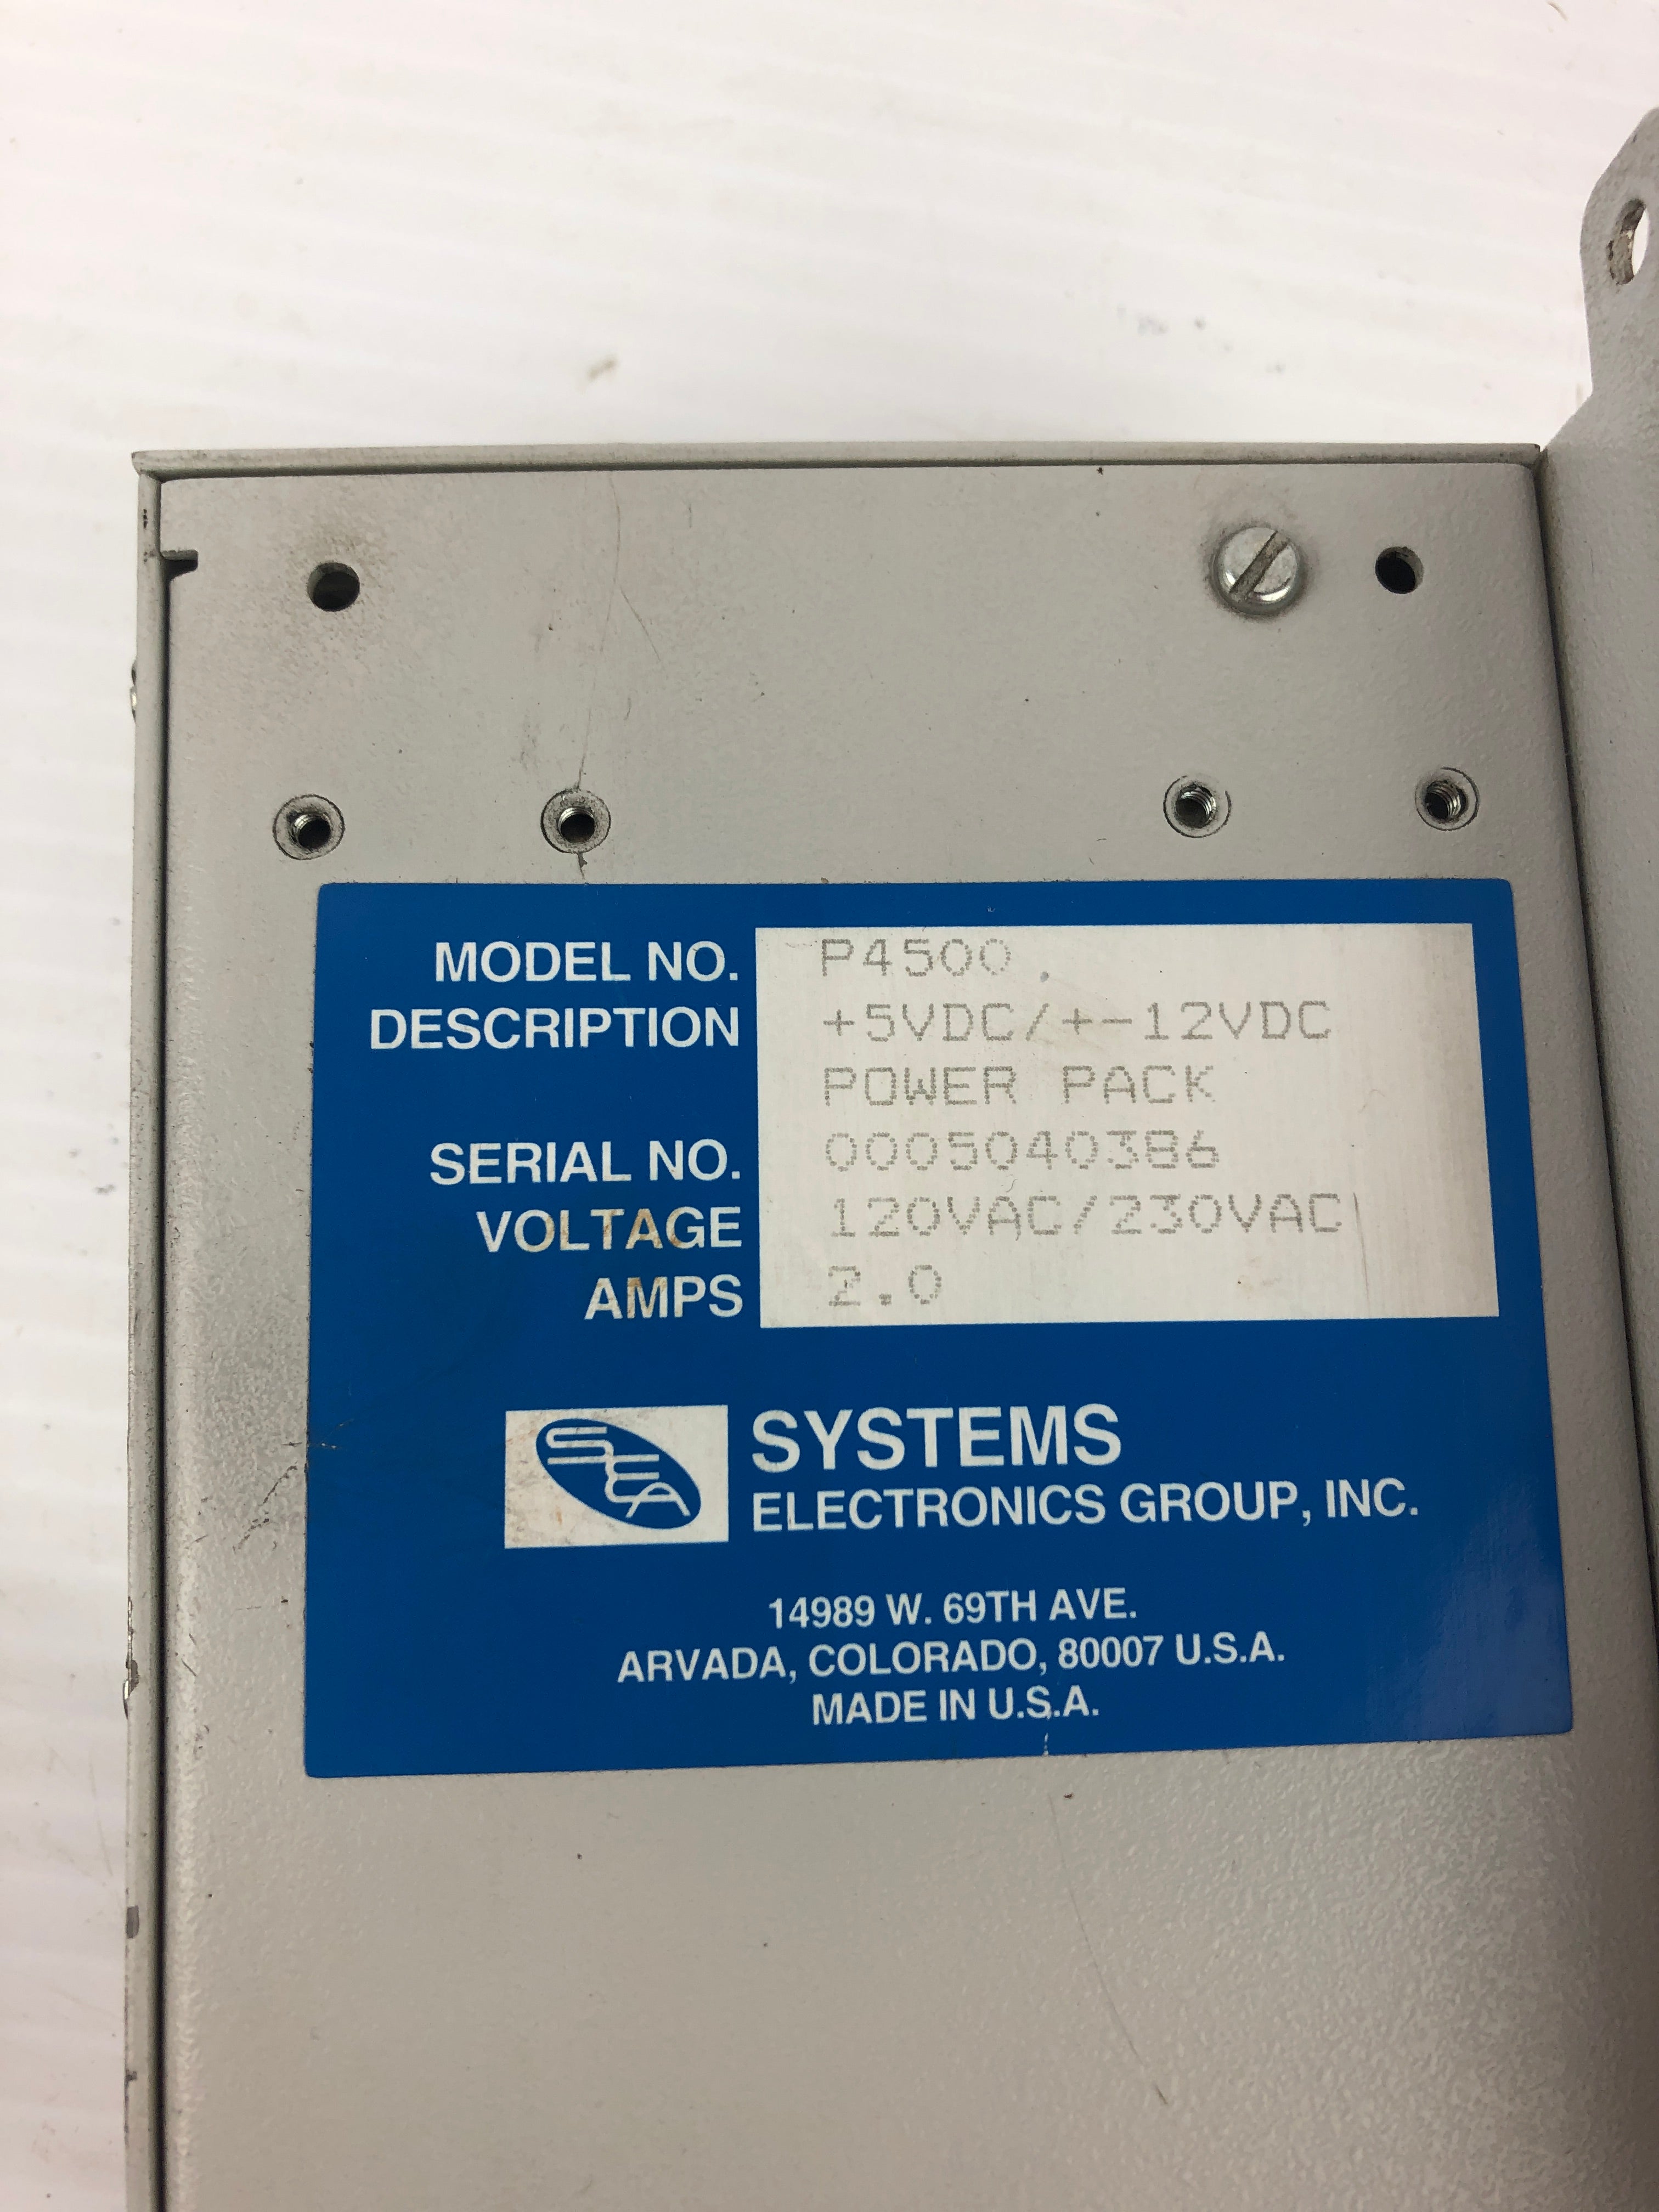 MODEL NO. P4500
DESCRIPTION +5VDC/+-12VDC
POWER PACK
SERIAL NO. 0005040386
VOLTAGE 120VAC/230VAC
AMPS 2.0
SEG SYSTEMS
ELECTRONICS GROUP, INC.
14989 W. 69TH AVE.
ARVADA, COLORADO, 80007 U.S.A.
MADE IN U.S.A.